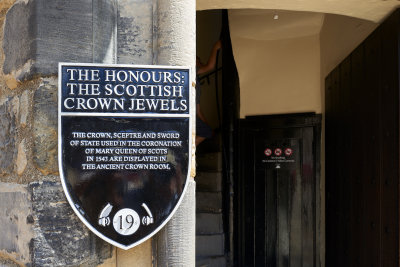 THE HONOURS:
THE SCOTTISH
CROWN JEWELS
THE CROWN, SCEPTRE AND SWORD
OF STATE USED IN THE CORONATION
OF MARY QUEEN OF SCOTS
IN 1543 ARE DISPLAYED IN
THE ANCIENT CROWN ROOM.
19